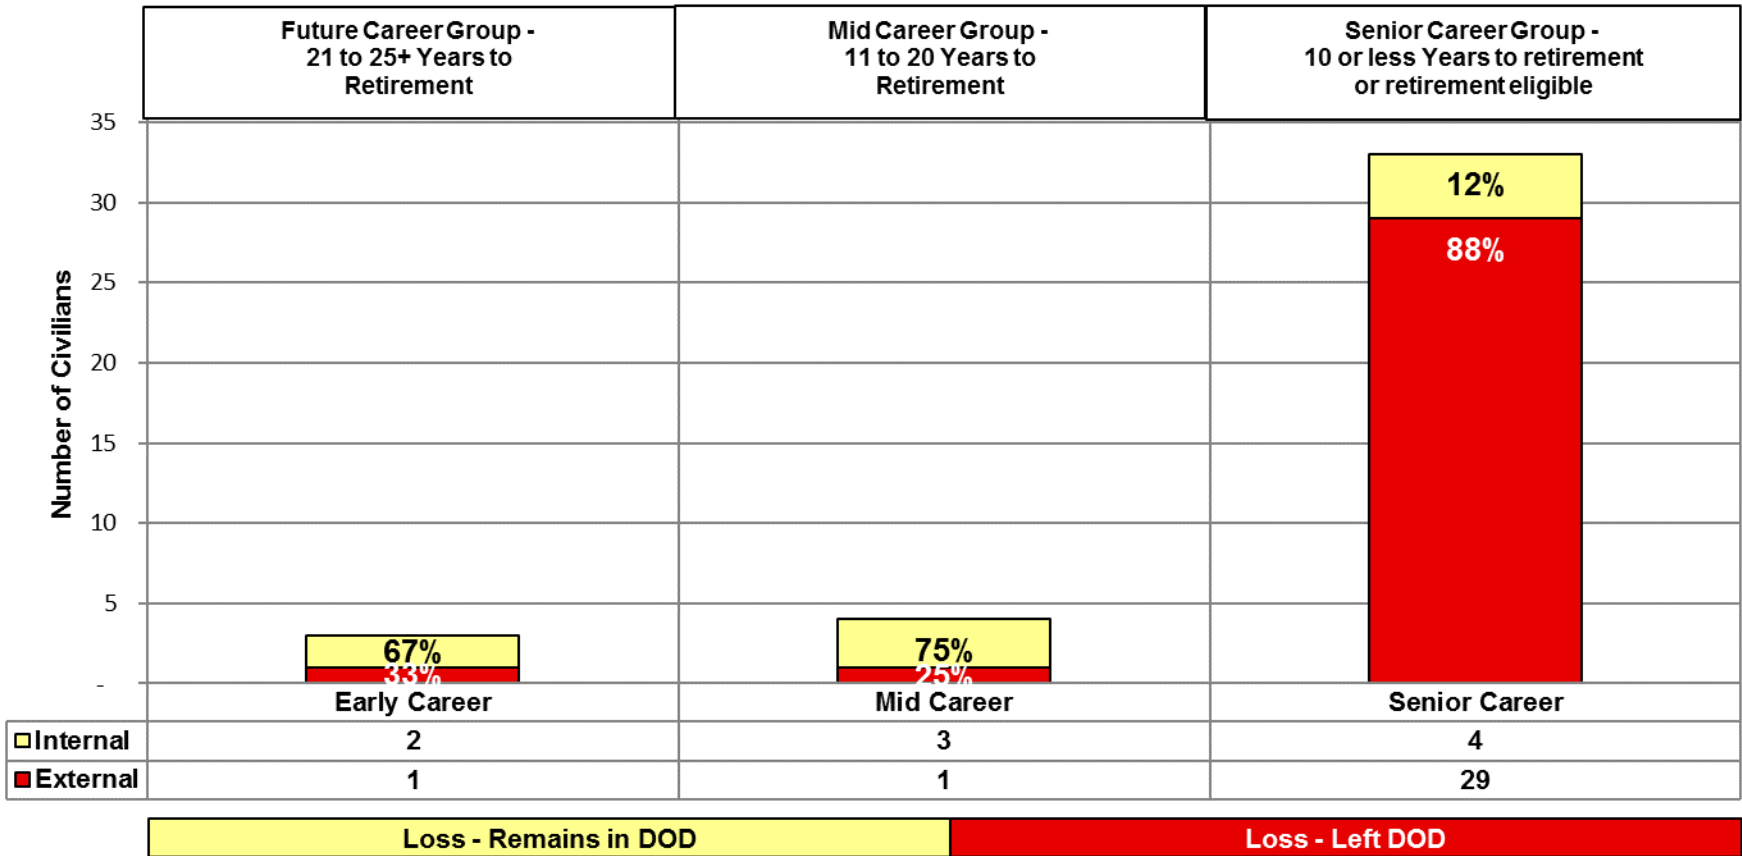 Future Career Group -
21 to 25+ Years to
Retirement
Mid Career Group -
11 to 20 Years to
Retirement
Senior Career Group -
10 or less Years to retirement
or retirement eligible
Number of Civilians
35
30
25
20
15
10
5
-
67%
33%
75%
25%
12%
88%
Early Career Mid Career Senior Career
Internal 2 3 4
External 1 1 29
Loss - Remains in DOD Loss - Left DOD